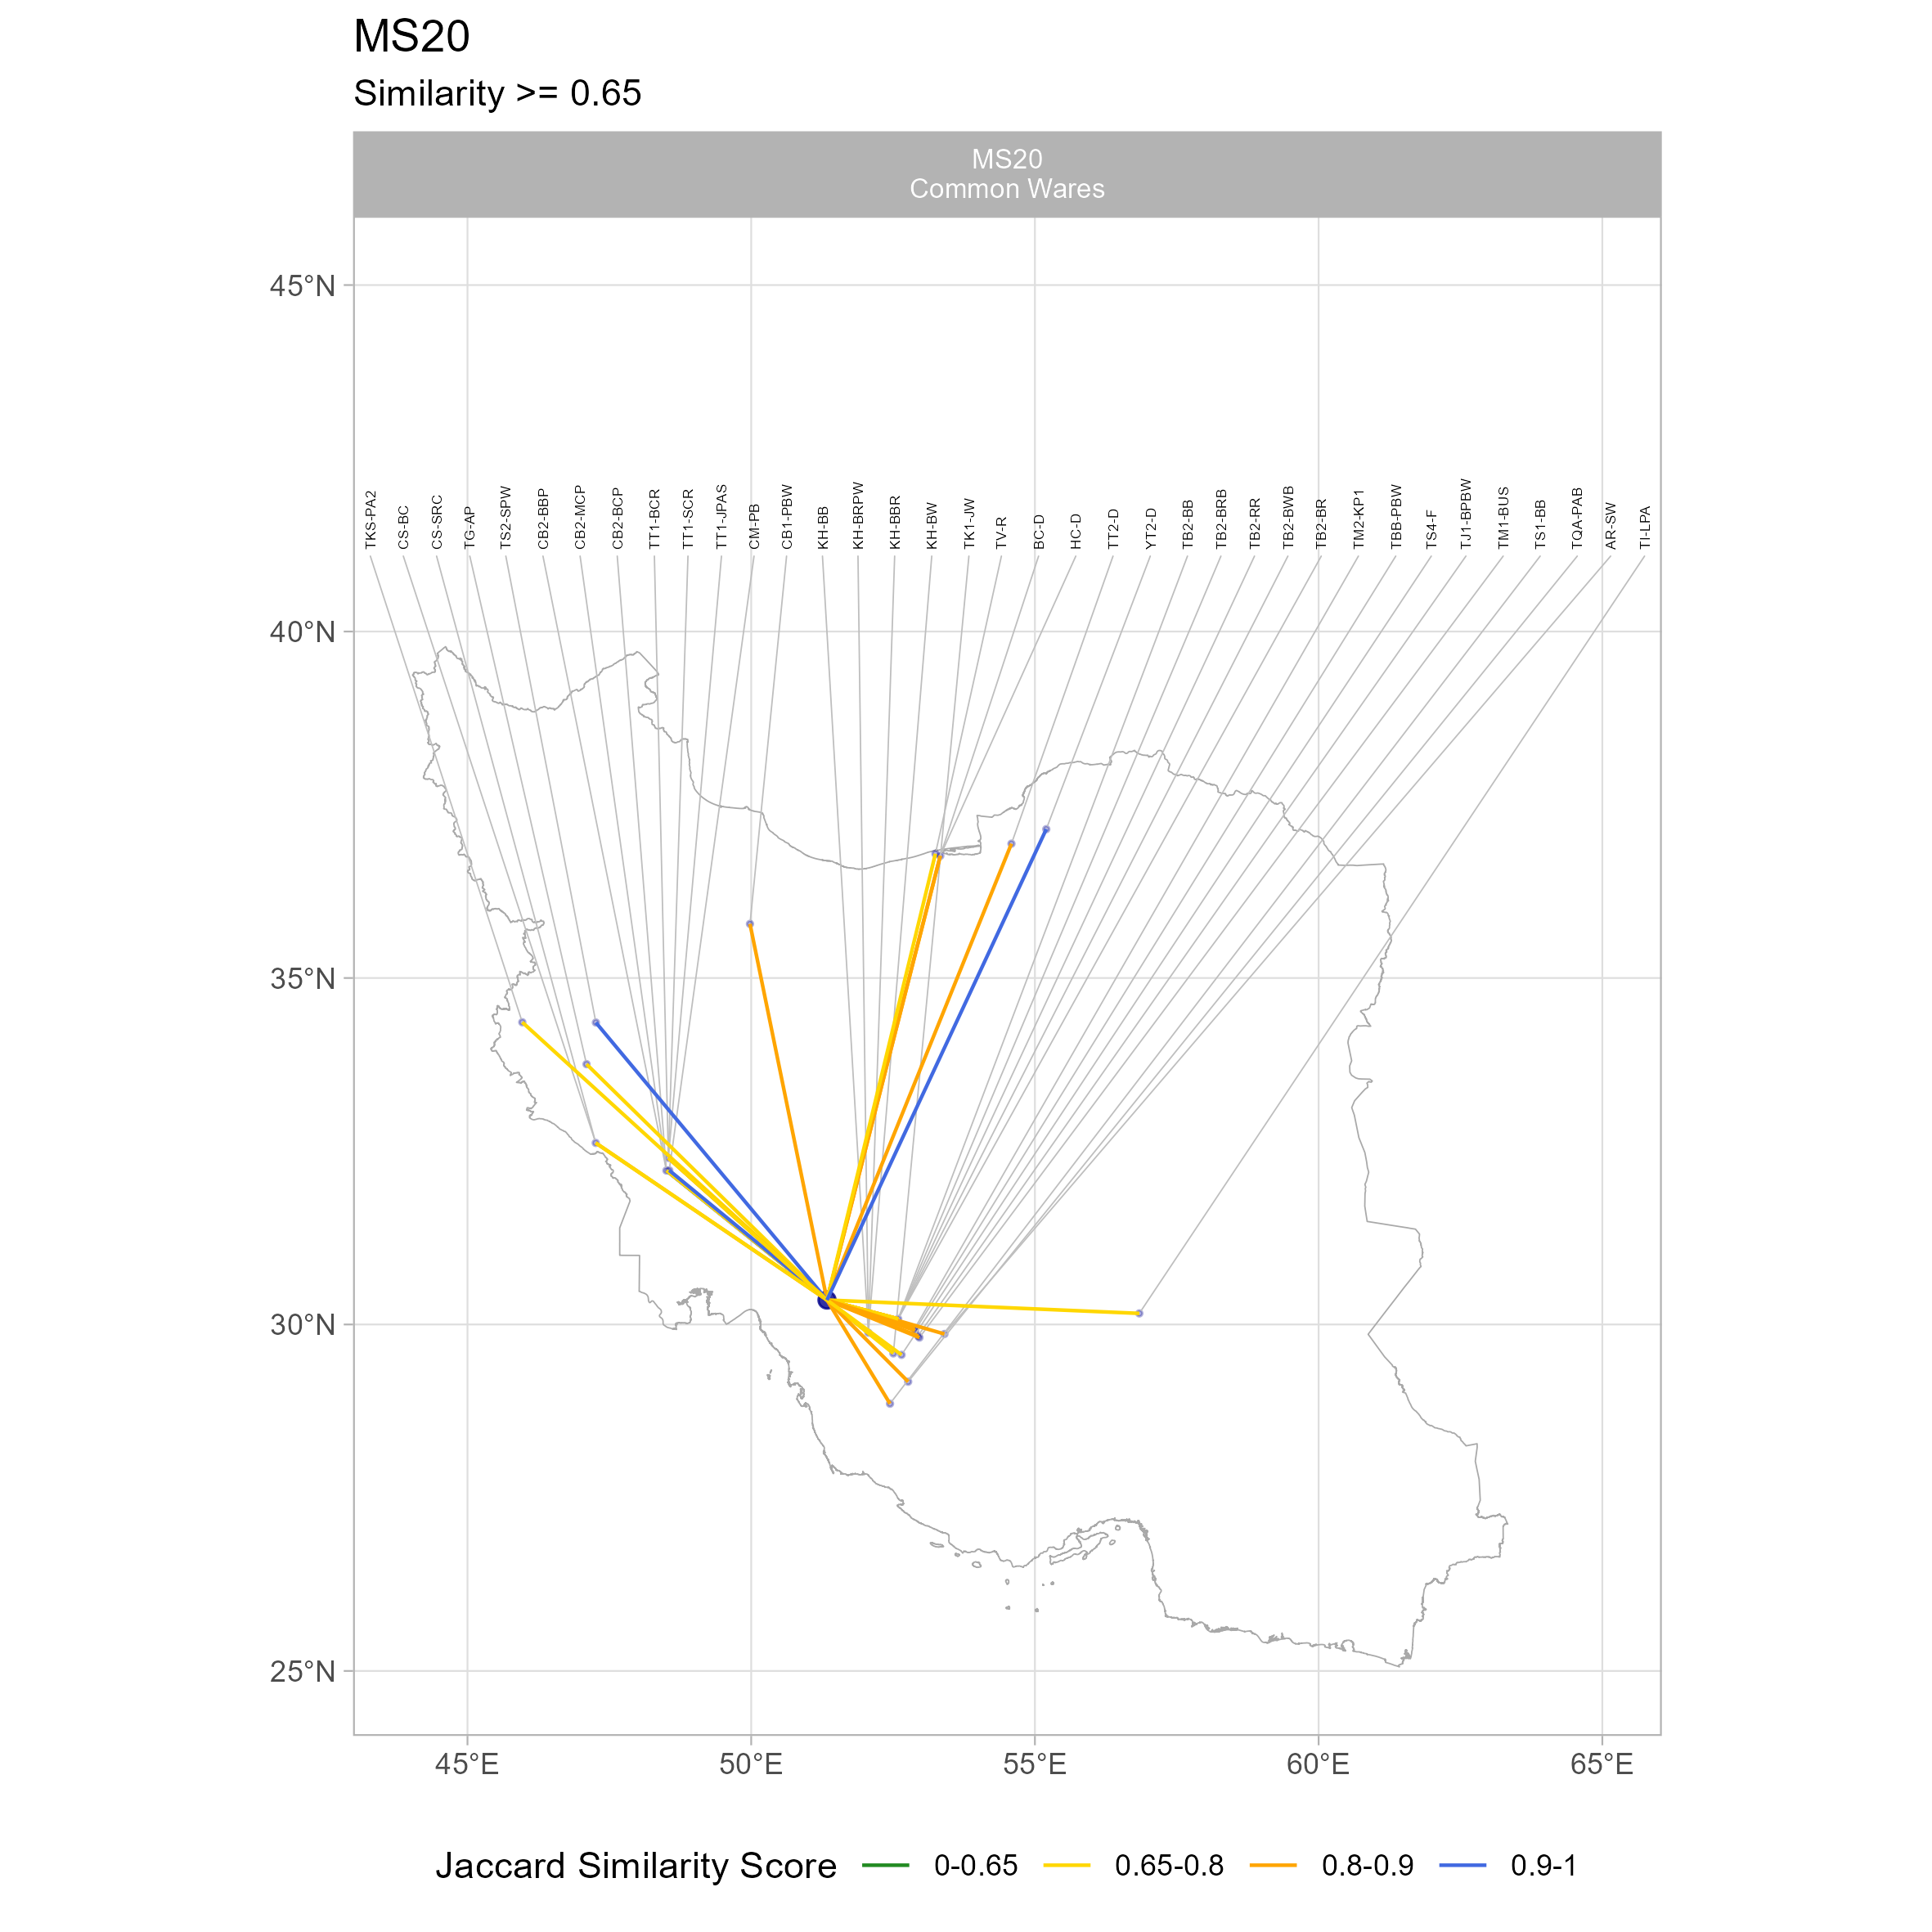 MS20
Similarity >= 0.65
MS20
Common Wares
TKS-PA2
CS-BC
CS-SRC
TG-AP
TS2-SPW
CB2-BBP
CB2-MCP
CB2-BCP
TT1-BCR
TT1-SCR
TT1-JPAS
CM-PB
CB1-PBW
KH-BB
KH-BRPW
KH-BBR
KH-BW
TK1-JW
TV-R
BC-D
HC-D
TT2-D
YT2-D
TB2-BB
TB2-BRB
TB2-RR
TB2-BWB
TB2-BR
TM2-KP1
TBB-PBW
TS4-F
TJ1-BPBW
TM1-BUS
TS1-BB
TQA-PAB
AR-SW
TI-LPA
45°N
40°N
35°N
30°N
25°N
45°E 50°E 55°E 60°E 65°E
Jaccard Similarity Score 0-0.65 0.65-0.8 0.8-0.9 0.9-1